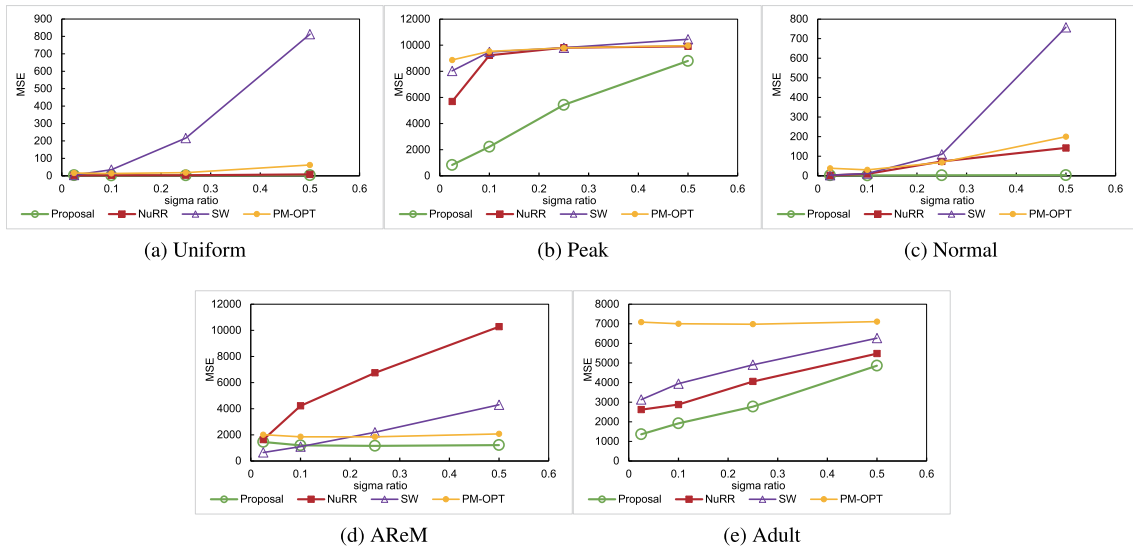 900
800
700
600
500
400
300
200
100
0
MSE
0 0.1 0.2 0.3 0.4 0.5 0.6
sigma ratio
Proposal NuRR SW PM-OPT
(a) Uniform
12000
10000
8000
6000
4000
2000
0
MSE
0 0.1 0.2 0.3 0.4 0.5 0.6
sigma ratio
Proposal NuRR SW PM-OPT
(b) Peak
800
700
600
500
400
300
200
100
0
MSE
0 0.1 0.2 0.3 0.4 0.5 0.6
sigma ratio
Proposal NuRR SW PM-OPT
(c) Normal
12000
10000
8000
6000
4000
2000
0
MSE
0 0.1 0.2 0.3 0.4 0.5 0.6
sigma ratio
Proposal NuRR SW PM-OPT
(d) AReM
8000
7000
6000
5000
4000
3000
2000
1000
0
MSE
0 0.1 0.2 0.3 0.4 0.5 0.6
sigma ratio
Proposal NuRR SW PM-OPT
(e) Adult